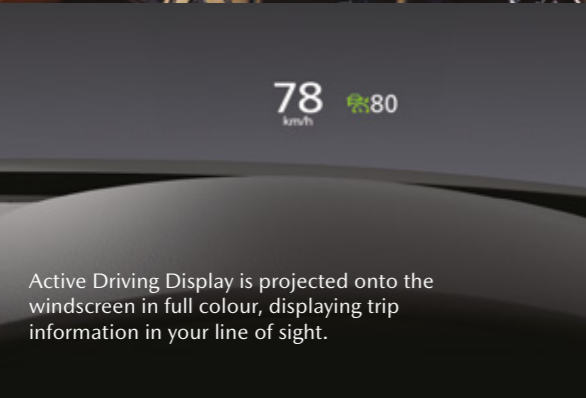 78 80
km/h
Active Driving Display is projected onto the
windscreen in full colour, displaying trip
information in your line of sight.